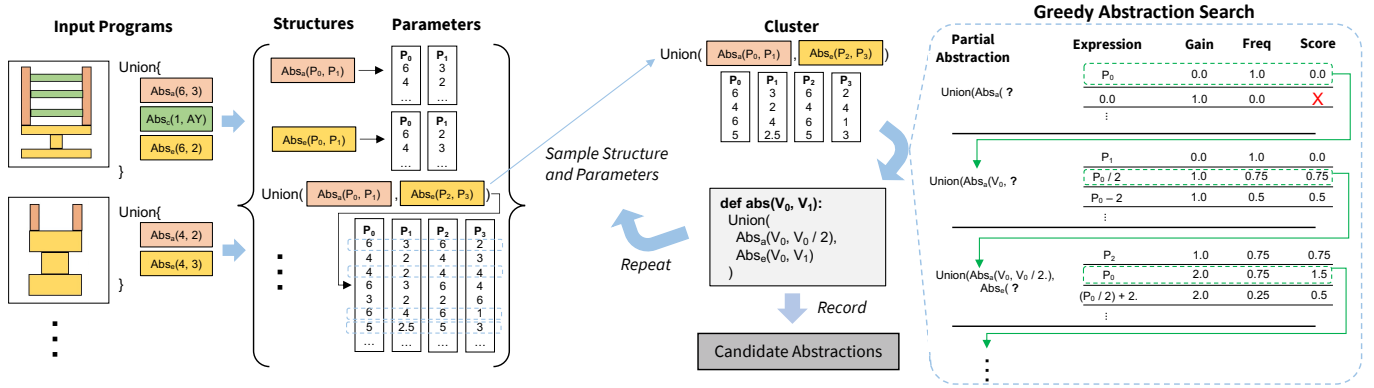 Input Programs
Union{
Absₐ(6, 3)
Abs꜀(1, AY)
Absₑ(6, 2)
}
Union{
Absₐ(4, 2)
Absₑ(4, 3)
}
Structures
Parameters
Absₐ(P₀, P₁)
P₀ P₁
6 3
4 2
... ...
Absₑ(P₀, P₁)
P₀ P₁
6 2
4 3
... ...
Union( Absₐ(P₀, P₁) , Absₑ(P₂, P₃) )
P₀ P₁ P₂ P₃
6 3 6 2
4 2 4 3
4 2 4 4
6 3 4 6
3 2 2 6
6 4 6 1
5 2.5 5 3
... ... ... ...
Sample Structure
and Parameters
Repeat
Cluster
Union( Absₐ(P₀, P₁) , Absₑ(P₂, P₃) )
P₀ P₁ P₂ P₃
6 3 6 2
4 2 4 4
6 4 6 1
5 2.5 5 3
def abs(V₀, V₁):
Union(
Absₐ(V₀, V₀ / 2),
Absₑ(V₀, V₁)
)
Record
Candidate Abstractions
Greedy Abstraction Search
Partial
Abstraction
Expression Gain Freq Score
Union(Absₐ( ?
P₀ 0.0 1.0 0.0
0.0 1.0 0.0 X
Union(Absₐ(V₀, ?
P₁ 0.0 1.0 0.0
P₀ / 2 1.0 0.75 0.75
P₀ – 2 1.0 0.5 0.5
Union(Absₐ(V₀, V₀ / 2.),
Absₑ( ?
P₂ 1.0 0.75 0.75
P₀ 2.0 0.75 1.5
(P₀ / 2) + 2. 2.0 0.25 0.5